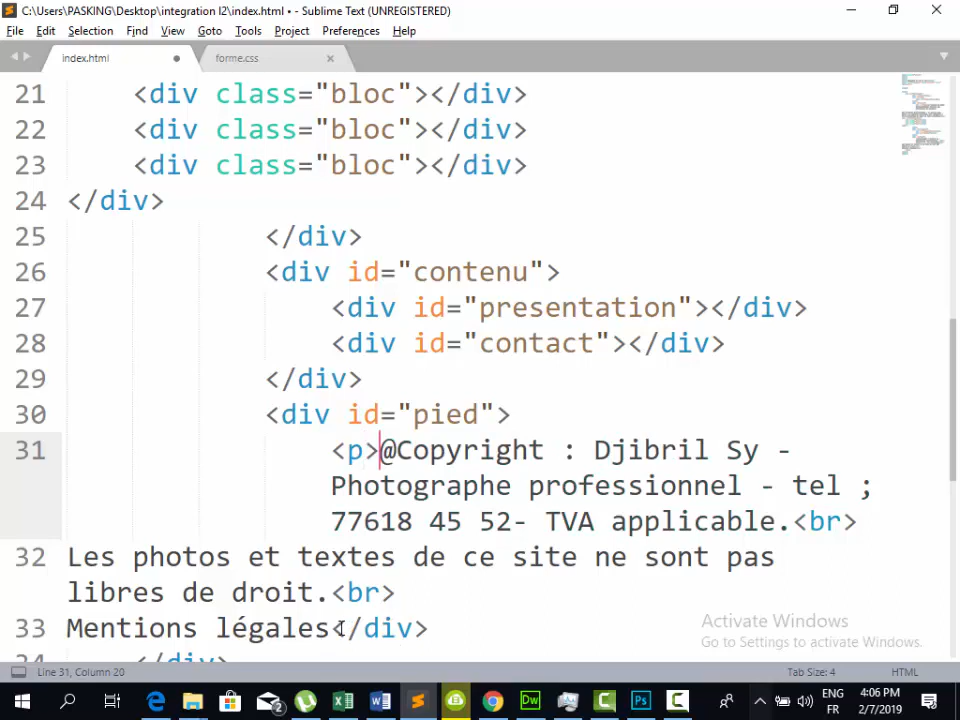 C:\Users\PASKING\Desktop\integration l2\index.html • - Sublime Text (UNREGISTERED)
File Edit Selection Find View Goto Tools Project Preferences Help
index.html forme.css
21 <div class="bloc"></div>
22 <div class="bloc"></div>
23 <div class="bloc"></div>
24 </div>
25 </div>
26 <div id="contenu">
27 <div id="presentation"></div>
28 <div id="contact"></div>
29 </div>
30 <div id="pied">
31 <p>@Copyright : Djibril Sy -
Photographe professionnel - tel ;
77618 45 52- TVA applicable.<br>
32 Les photos et textes de ce site ne sont pas
libres de droit.<br>
33 Mentions légales</div>
34 </div>
Activate Windows
Go to Settings to activate Windows.
Line 31, Column 20 Tab Size: 4 HTML
2 Dw Ps ENG 4:06 PM
FR 2/7/2019